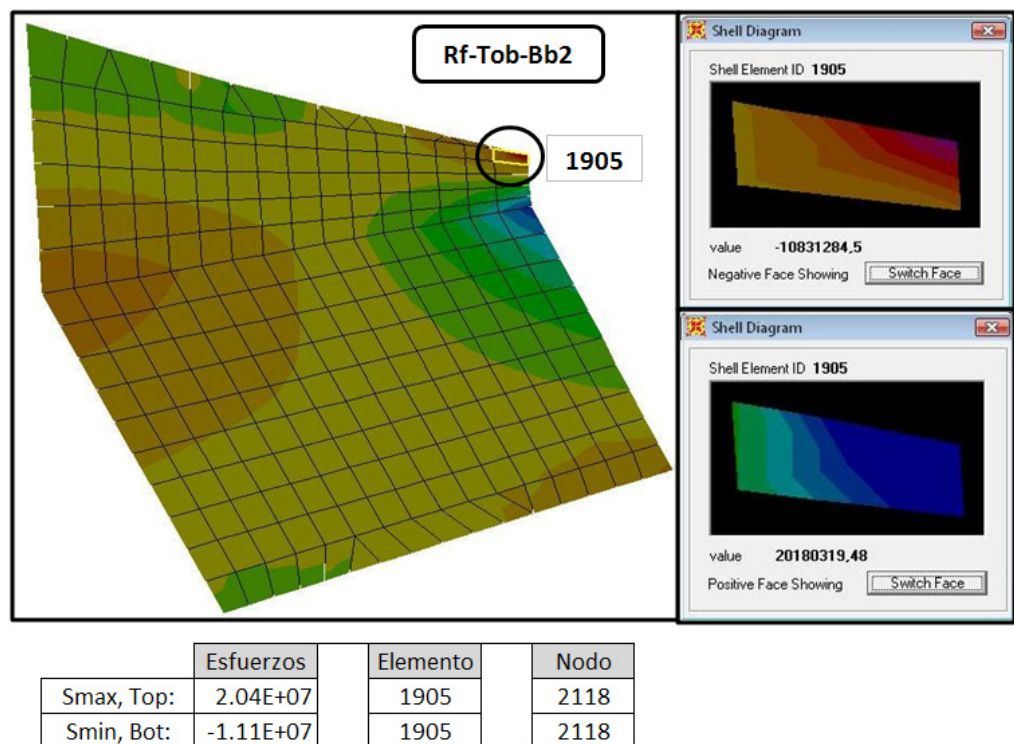 Rf-Tob-Bb2
1905
Shell Diagram
Shell Element ID 1905
value -10831284,5
Negative Face Showing Switch Face
Shell Diagram
Shell Element ID 1905
value 20180319,48
Positive Face Showing Switch Face
Esfuerzos Elemento Nodo
Smax, Top: 2.04E+07 1905 2118
Smin, Bot: -1.11E+07 1905 2118